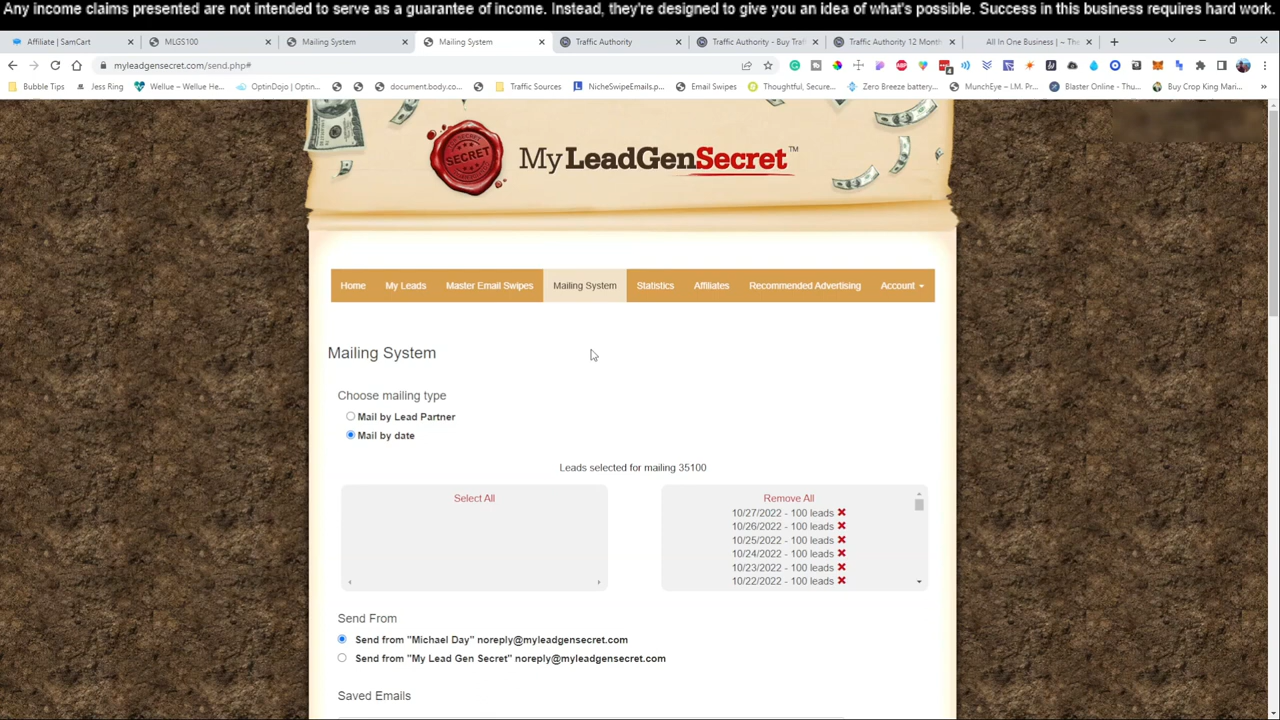 Any income claims presented are not intended to serve as a guarantee of income. Instead, they're designed to give you an idea of what's possible. Success in this business requires hard work.
Affiliate | SamCart
MLGS100
Mailing System
Mailing System
Traffic Authority
Traffic Authority - Buy Traf
Traffic Authority 12 Month
All In One Business | ~ The
myleadgensecret.com/send.php#
Bubble Tips
Jess Ring
Wellue – Wellue He...
OptinDojo | Optin...
document.body.co...
Traffic Sources
NicheSwipeEmails.p...
Email Swipes
Thoughtful, Secure...
Zero Breeze battery...
MunchEye – I.M. Pr...
Blaster Online - Thu...
Buy Crop King Mari...
SECRET
MyLeadGenSecret™
Home
My Leads
Master Email Swipes
Mailing System
Statistics
Affiliates
Recommended Advertising
Account
Mailing System
Choose mailing type
Mail by Lead Partner
Mail by date
Leads selected for mailing 35100
Select All
Remove All
10/27/2022 - 100 leads
10/26/2022 - 100 leads
10/25/2022 - 100 leads
10/24/2022 - 100 leads
10/23/2022 - 100 leads
10/22/2022 - 100 leads
Send From
Send from "Michael Day" noreply@myleadgensecret.com
Send from "My Lead Gen Secret" noreply@myleadgensecret.com
Saved Emails